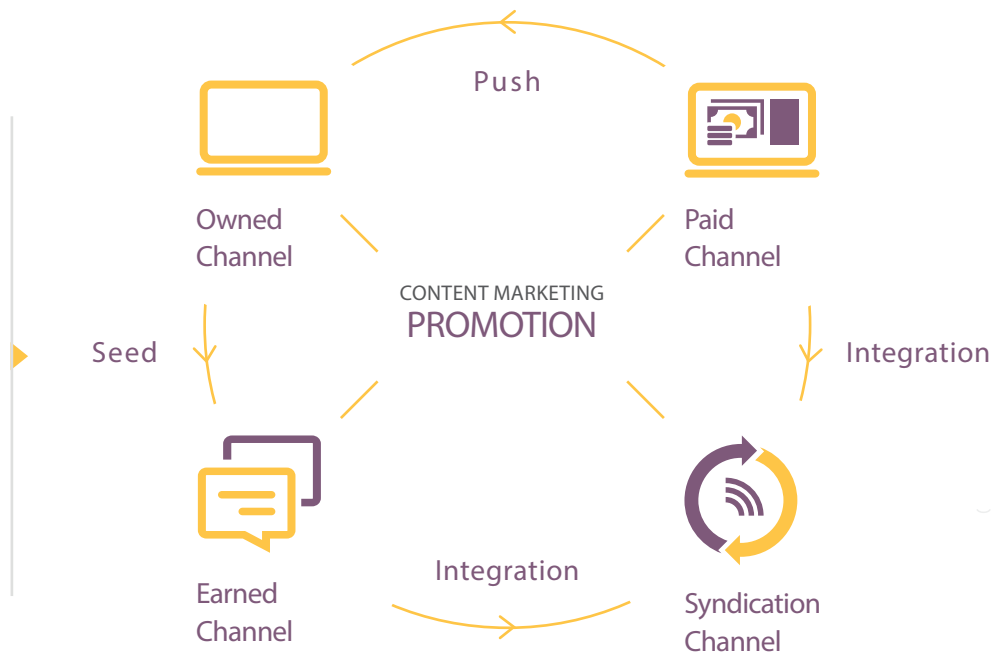 Push
Owned
Channel
Paid
Channel
CONTENT MARKETING
PROMOTION
Seed
Integration
Integration
Earned
Channel
Syndication
Channel